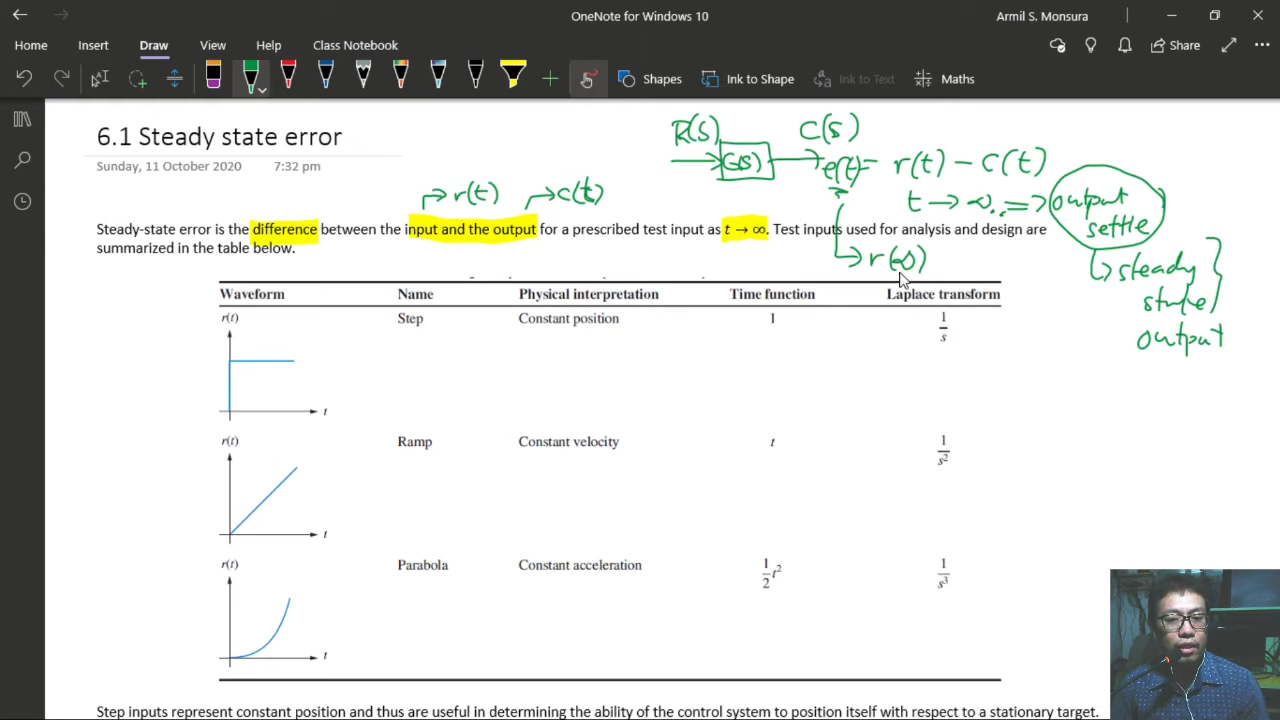 OneNote for Windows 10
Armil S. Monsura
Home Insert Draw View Help Class Notebook
Share
Shapes Ink to Shape Ink to Text Maths
6.1 Steady state error
Sunday, 11 October 2020 7:32 pm
R(s) C(s)
G(s) e(t) = r(t) - c(t)
t → ∞ ⇒ output
settle
r(t) c(t)
Steady-state error is the difference between the input and the output for a prescribed test input as t → ∞. Test inputs used for analysis and design are
summarized in the table below.
r(∞)
steady
state
output
Waveform Name Physical interpretation Time function Laplace transform
r(t) Step Constant position 1 1/s
t
r(t) Ramp Constant velocity t 1/s²
t
r(t) Parabola Constant acceleration 1/2 t² 1/s³
t
Step inputs represent constant position and thus are useful in determining the ability of the control system to position itself with respect to a stationary target.